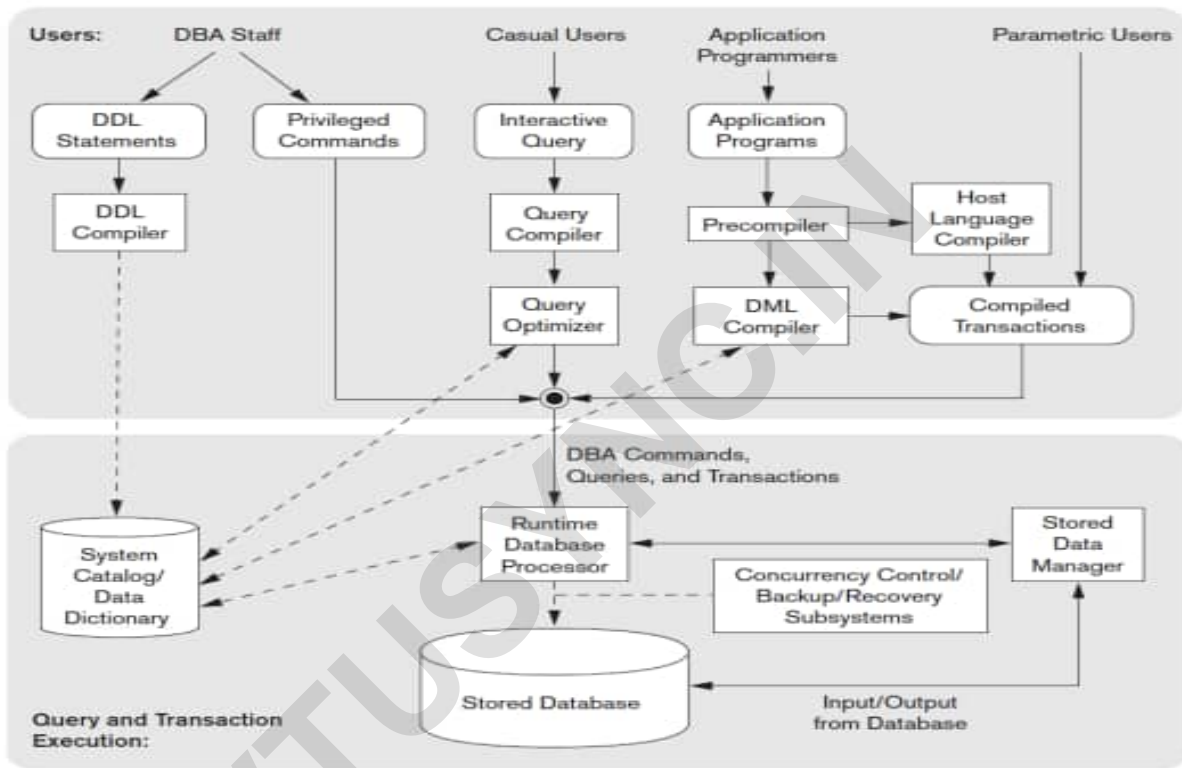 Users:
DBA Staff
Casual Users
Application
Programmers
Parametric Users
DDL
Statements
Privileged
Commands
Interactive
Query
Application
Programs
DDL
Compiler
Query
Compiler
Precompiler
Host
Language
Compiler
Query
Optimizer
DML
Compiler
Compiled
Transactions
DBA Commands,
Queries, and Transactions
System
Catalog/
Data
Dictionary
Runtime
Database
Processor
Stored
Data
Manager
Concurrency Control/
Backup/Recovery
Subsystems
Stored Database
Input/Output
from Database
Query and Transaction
Execution:
VTUSYNC.IN